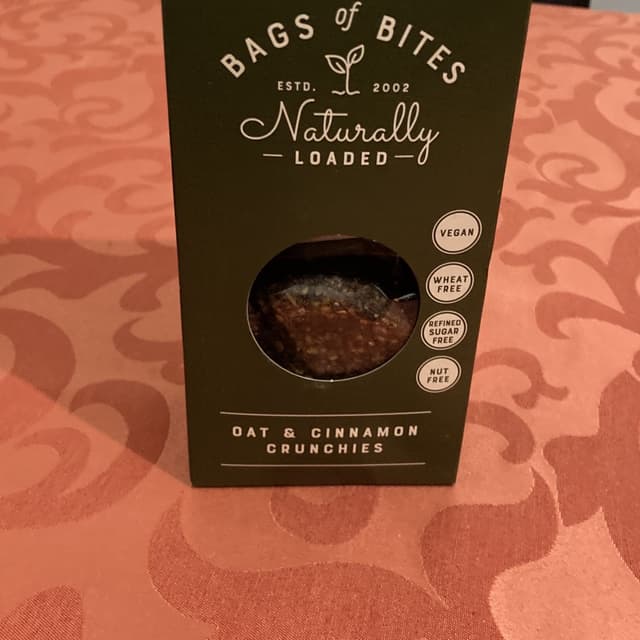 BAGS of BITES
ESTD. 2002
Naturally
LOADED
VEGAN
WHEAT
FREE
REFINED
SUGAR
FREE
NUT
FREE
OAT & CINNAMON
CRUNCHIES